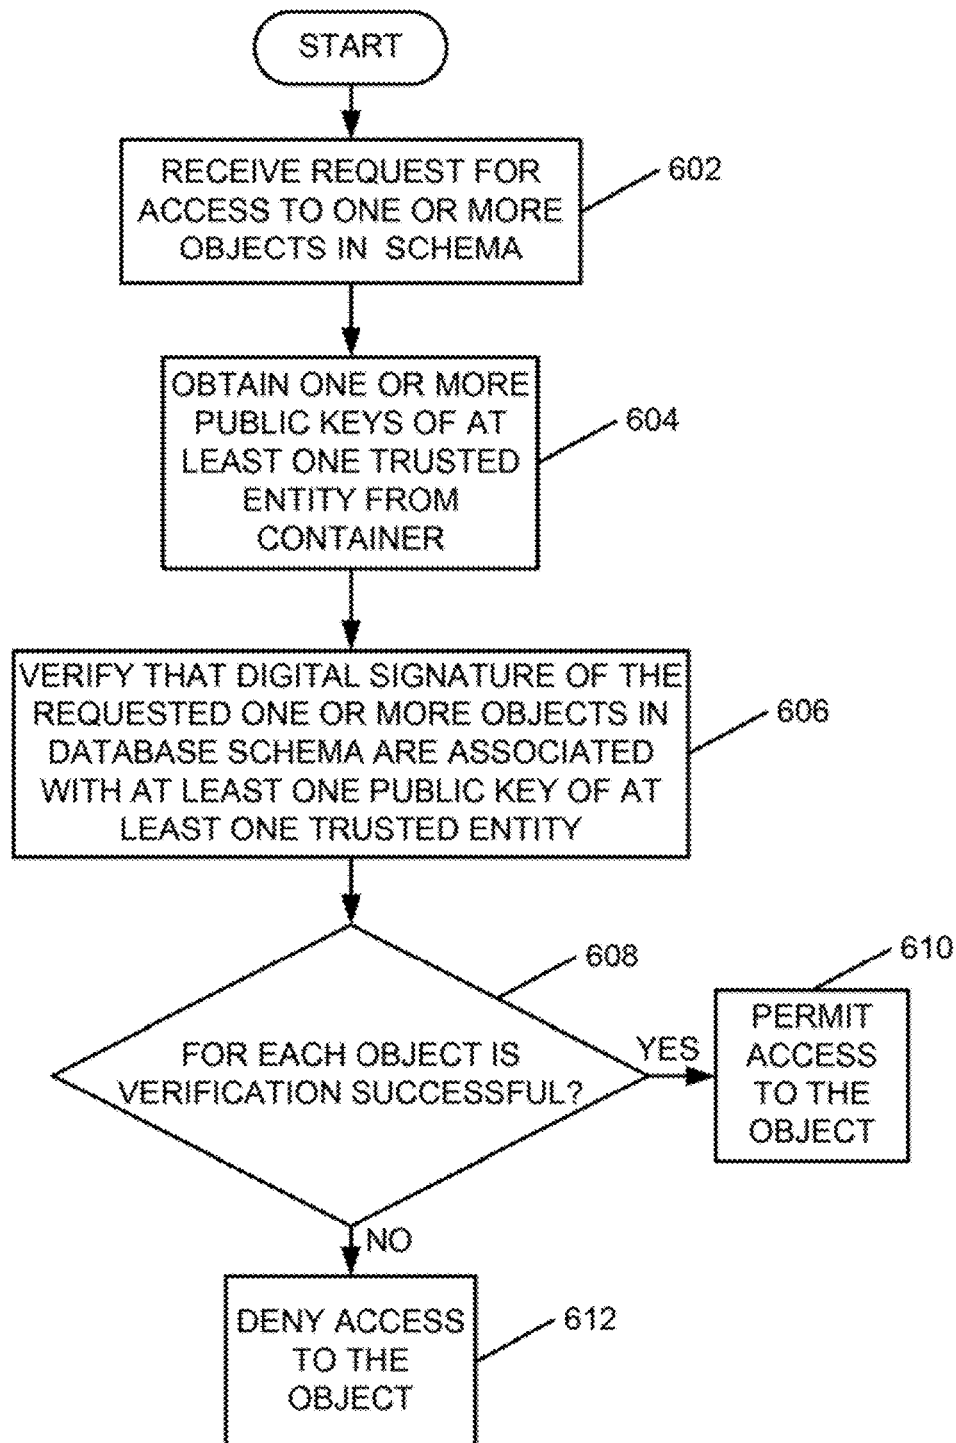 START
RECEIVE REQUEST FOR
ACCESS TO ONE OR MORE
OBJECTS IN SCHEMA
602
OBTAIN ONE OR MORE
PUBLIC KEYS OF AT
LEAST ONE TRUSTED
ENTITY FROM
CONTAINER
604
VERIFY THAT DIGITAL SIGNATURE OF THE
REQUESTED ONE OR MORE OBJECTS IN
DATABASE SCHEMA ARE ASSOCIATED
WITH AT LEAST ONE PUBLIC KEY OF AT
LEAST ONE TRUSTED ENTITY
606
608
FOR EACH OBJECT IS
VERIFICATION SUCCESSFUL?
YES
610
PERMIT
ACCESS
TO THE
OBJECT
NO
DENY ACCESS
TO THE
OBJECT
612